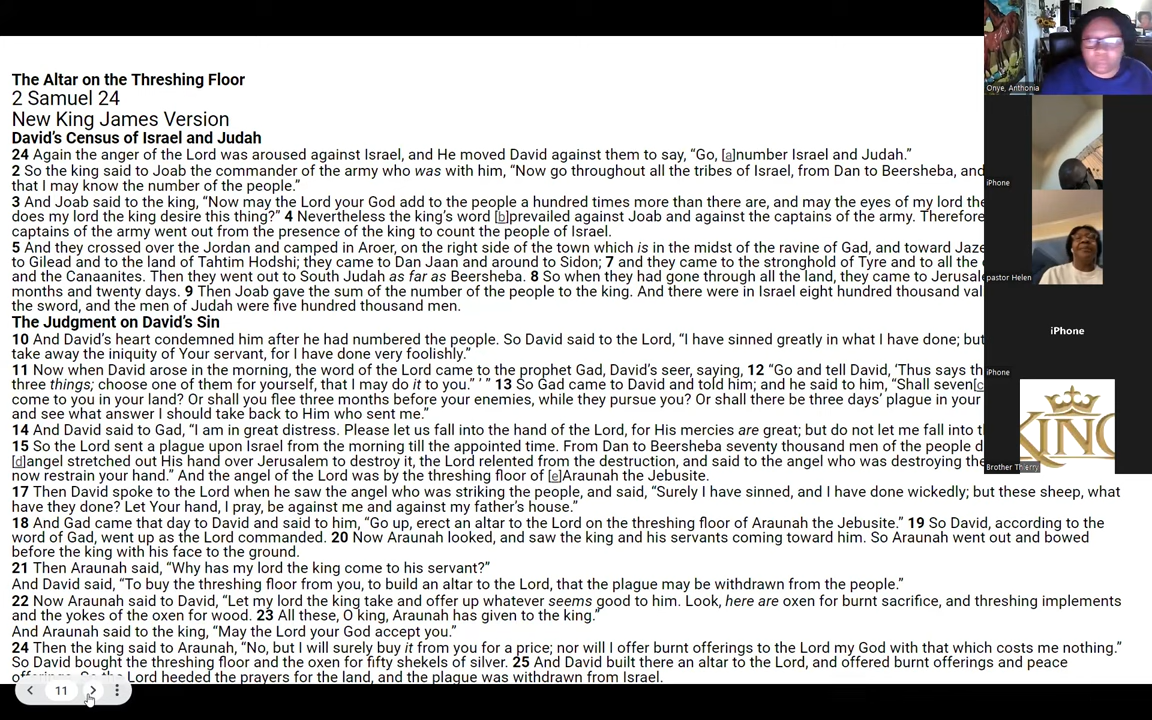 The Altar on the Threshing Floor
2 Samuel 24
New King James Version
David's Census of Israel and Judah
24 Again the anger of the Lord was aroused against Israel, and He moved David against them to say, "Go, [a]number Israel and Judah."
2 So the king said to Joab the commander of the army who was with him, "Now go throughout all the tribes of Israel, from Dan to Beersheba, and
that I may know the number of the people."
3 And Joab said to the king, "Now may the Lord your God add to the people a hundred times more than there are, and may the eyes of my lord the
does my lord the king desire this thing?" 4 Nevertheless the king's word [b]prevailed against Joab and against the captains of the army. Therefore
captains of the army went out from the presence of the king to count the people of Israel.
5 And they crossed over the Jordan and camped in Aroer, on the right side of the town which is in the midst of the ravine of Gad, and toward Jaze
to Gilead and to the land of Tahtim Hodshi; they came to Dan Jaan and around to Sidon; 7 and they came to the stronghold of Tyre and to all the
and the Canaanites. Then they went out to South Judah as far as Beersheba. 8 So when they had gone through all the land, they came to Jerusal
months and twenty days. 9 Then Joab gave the sum of the number of the people to the king. And there were in Israel eight hundred thousand val
the sword, and the men of Judah were five hundred thousand men.
The Judgment on David's Sin
10 And David's heart condemned him after he had numbered the people. So David said to the Lord, "I have sinned greatly in what I have done; but
take away the iniquity of Your servant, for I have done very foolishly."
11 Now when David arose in the morning, the word of the Lord came to the prophet Gad, David's seer, saying, 12 "Go and tell David, 'Thus says th
three things; choose one of them for yourself, that I may do it to you." ' " 13 So Gad came to David and told him; and he said to him, "Shall seven[c
come to you in your land? Or shall you flee three months before your enemies, while they pursue you? Or shall there be three days' plague in your
and see what answer I should take back to Him who sent me."
14 And David said to Gad, "I am in great distress. Please let us fall into the hand of the Lord, for His mercies are great; but do not let me fall into t
15 So the Lord sent a plague upon Israel from the morning till the appointed time. From Dan to Beersheba seventy thousand men of the people d
[d]angel stretched out His hand over Jerusalem to destroy it, the Lord relented from the destruction, and said to the angel who was destroying the
now restrain your hand." And the angel of the Lord was by the threshing floor of [e]Araunah the Jebusite.
17 Then David spoke to the Lord when he saw the angel who was striking the people, and said, "Surely I have sinned, and I have done wickedly; but these sheep, what
have they done? Let Your hand, I pray, be against me and against my father's house."
18 And Gad came that day to David and said to him, "Go up, erect an altar to the Lord on the threshing floor of Araunah the Jebusite." 19 So David, according to the
word of Gad, went up as the Lord commanded. 20 Now Araunah looked, and saw the king and his servants coming toward him. So Araunah went out and bowed
before the king with his face to the ground.
21 Then Araunah said, "Why has my lord the king come to his servant?"
And David said, "To buy the threshing floor from you, to build an altar to the Lord, that the plague may be withdrawn from the people."
22 Now Araunah said to David, "Let my lord the king take and offer up whatever seems good to him. Look, here are oxen for burnt sacrifice, and threshing implements
and the yokes of the oxen for wood. 23 All these, O king, Araunah has given to the king."
And Araunah said to the king, "May the Lord your God accept you."
24 Then the king said to Araunah, "No, but I will surely buy it from you for a price; nor will I offer burnt offerings to the Lord my God with that which costs me nothing."
So David bought the threshing floor and the oxen for fifty shekels of silver. 25 And David built there an altar to the Lord, and offered burnt offerings and peace
Lord heeded the prayers for the land, and the plague was withdrawn from Israel.
11
Onye, Anthonia
iPhone
pastor Helen
iPhone
iPhone
KING
Brother Thierry